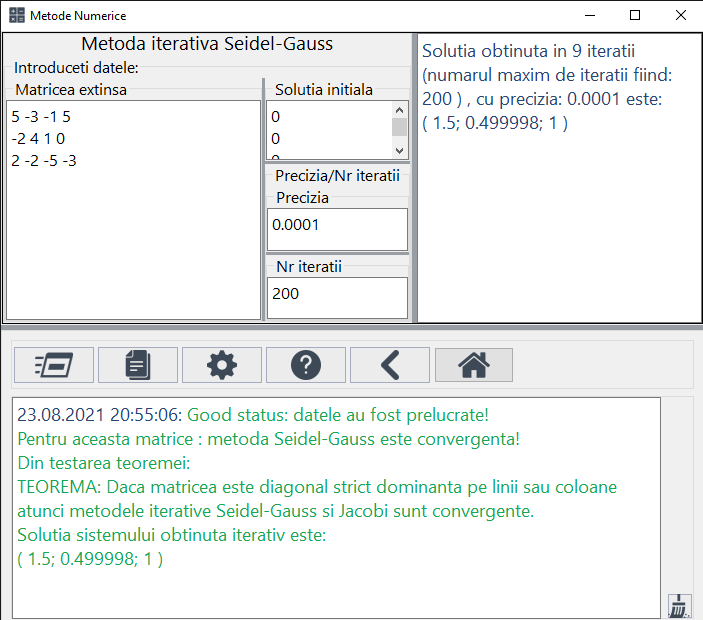 Metode Numerice
Metoda iterativa Seidel-Gauss
Introduceti datele:
Matricea extinsa
5 -3 -1 5
-2 4 1 0
2 -2 -5 -3
Solutia initiala
0
0
Precizia/Nr iteratii
Precizia
0.0001
Nr iteratii
200
Solutia obtinuta in 9 iteratii
(numarul maxim de iteratii fiind:
200 ) , cu precizia: 0.0001 este:
( 1.5; 0.499998; 1 )
23.08.2021 20:55:06: Good status: datele au fost prelucrate!
Pentru aceasta matrice : metoda Seidel-Gauss este convergenta!
Din testarea teoremei:
TEOREMA: Daca matricea este diagonal strict dominanta pe linii sau coloane
atunci metodele iterative Seidel-Gauss si Jacobi sunt convergente.
Solutia sistemului obtinuta iterativ este:
( 1.5; 0.499998; 1 )